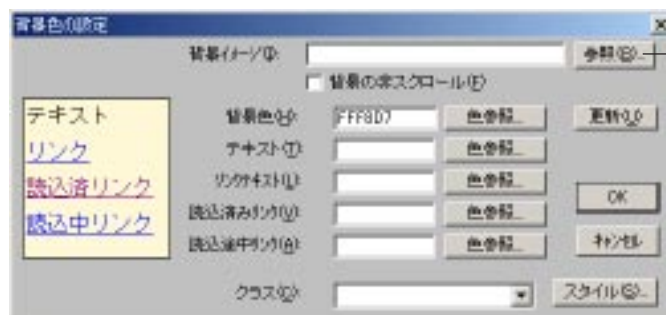 背景色の設定
背景イメージ(I): 参照(B)...
背景の非スクロール(F)
テキスト
リンク
読込済リンク
読込中リンク
背景色(H): FFF8D7 色参照... 更新(U)
テキスト(T): 色参照...
リンクテキスト(L): 色参照...
読込済みリンク(V): 色参照... OK
読込途中リンク(A): 色参照... キャンセル
クラス(C): スタイル(S)...